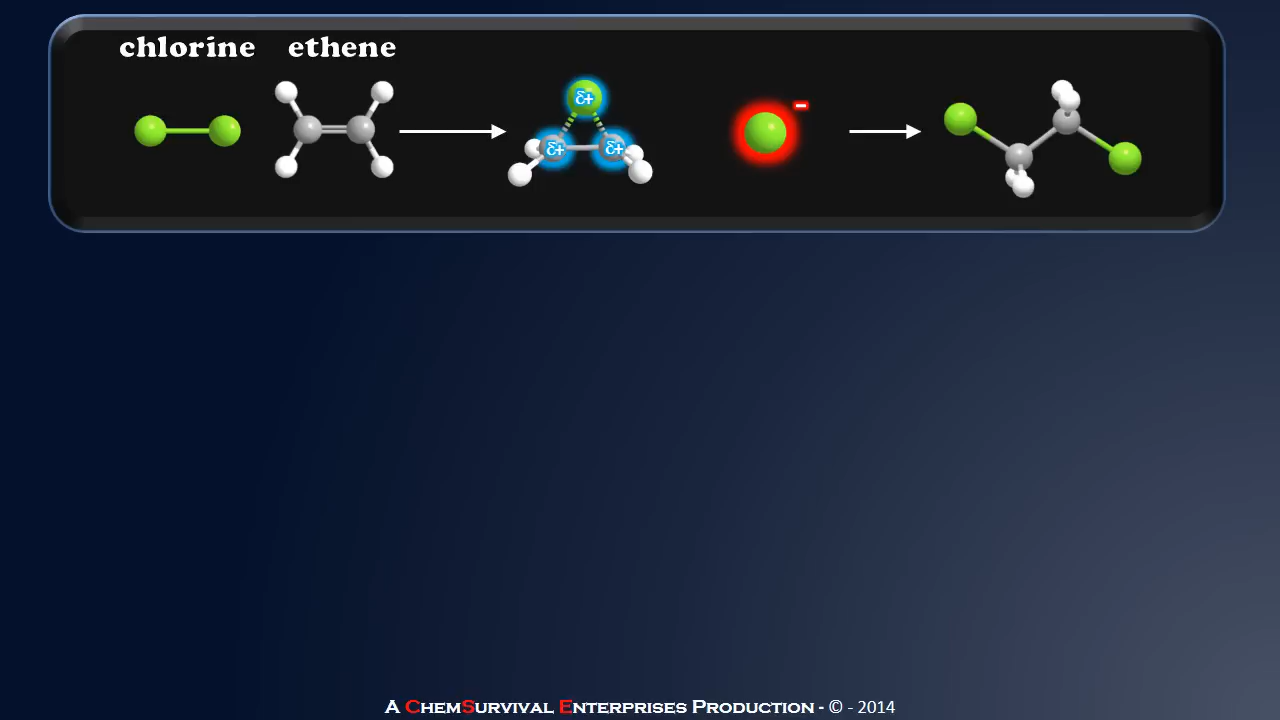 chlorine ethene
δ+
δ+ δ+
-
A ChemSurvival Enterprises Production - © - 2014